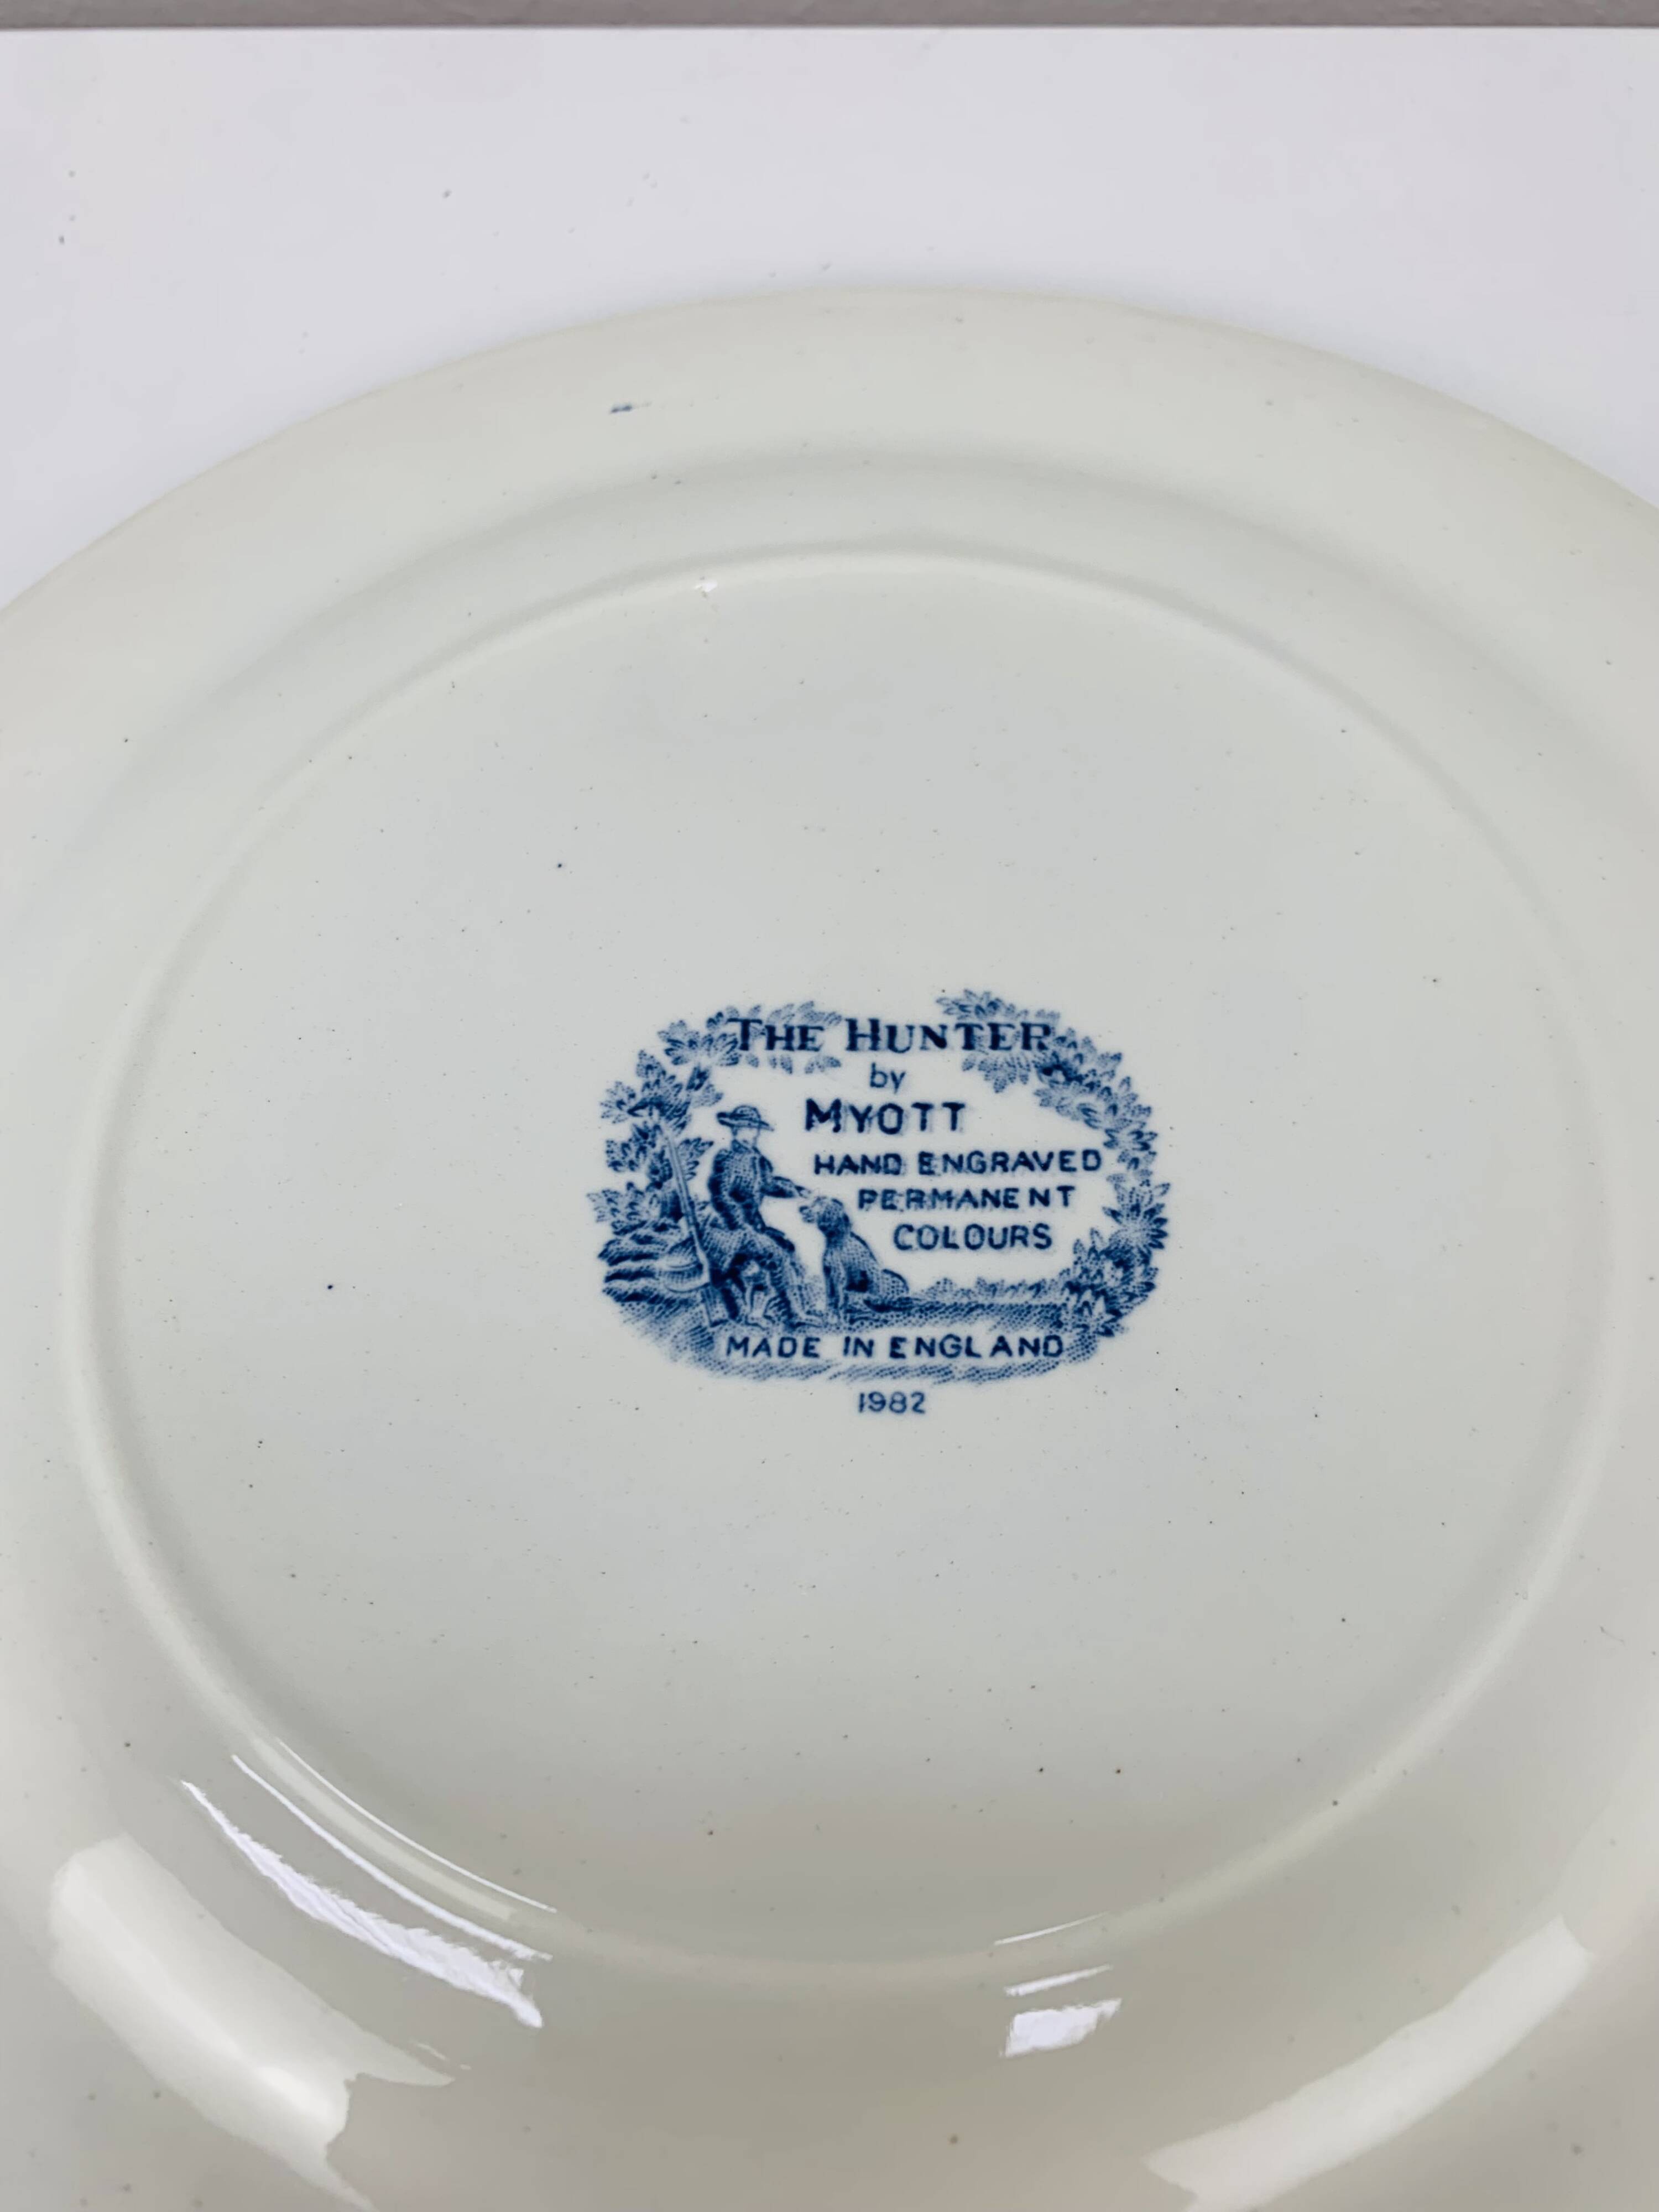 THE HUNTER
by
MYOTT
HAND ENGRAVED
PERMANENT
COLOURS
MADE IN ENGLAND
1982